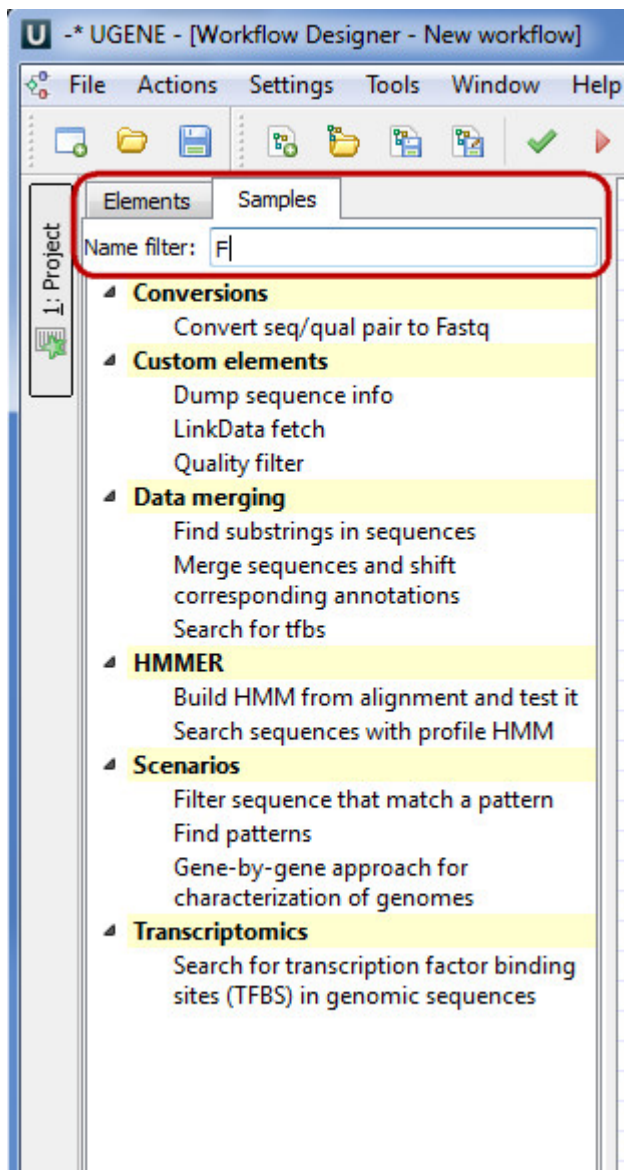 U -* UGENE - [Workflow Designer - New workflow]
File Actions Settings Tools Window Help
1: Project
Elements Samples
Name filter: F
Conversions
Convert seq/qual pair to Fastq
Custom elements
Dump sequence info
LinkData fetch
Quality filter
Data merging
Find substrings in sequences
Merge sequences and shift
corresponding annotations
Search for tfbs
HMMER
Build HMM from alignment and test it
Search sequences with profile HMM
Scenarios
Filter sequence that match a pattern
Find patterns
Gene-by-gene approach for
characterization of genomes
Transcriptomics
Search for transcription factor binding
sites (TFBS) in genomic sequences